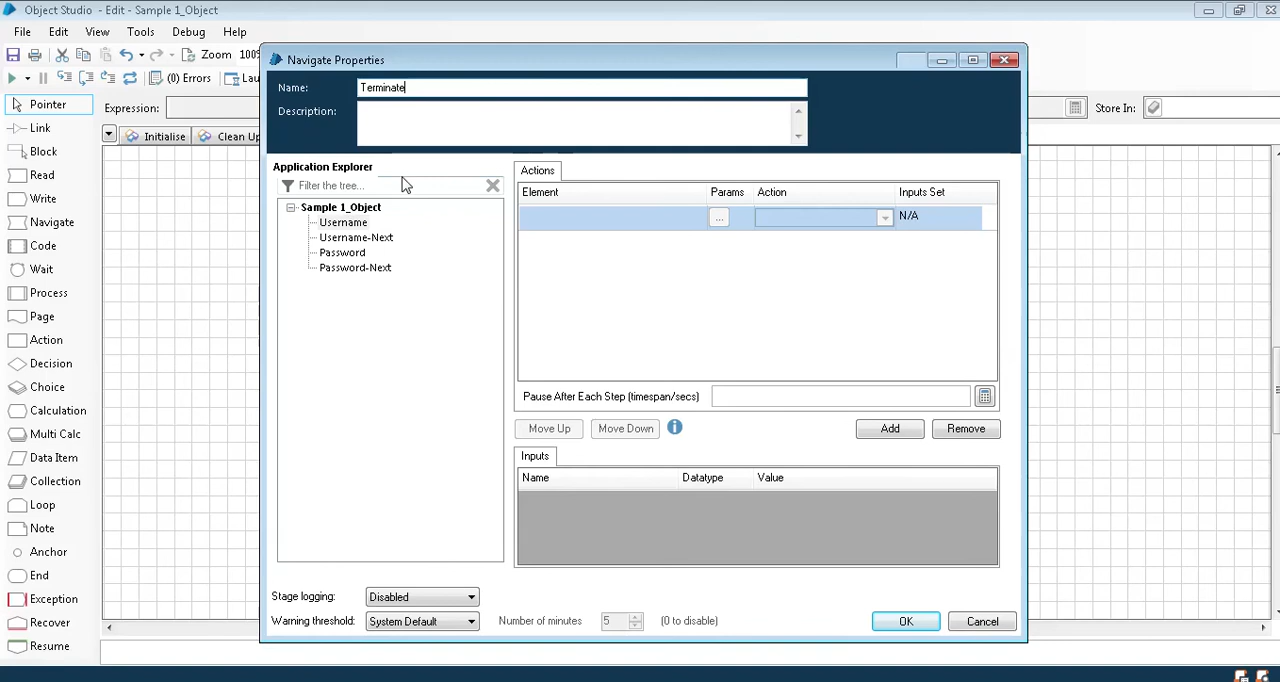 Object Studio - Edit - Sample 1_Object
File Edit View Tools Debug Help
Zoom 100%
(0) Errors
Navigate Properties
Name: Terminate
Description:
Pointer
Expression:
Store In:
Link
Initialise
Clean Up
Block
Read
Write
Navigate
Code
Wait
Process
Page
Action
Decision
Choice
Calculation
Multi Calc
Data Item
Collection
Loop
Note
Anchor
End
Exception
Recover
Resume
Application Explorer
Filter the tree...
Sample 1_Object
Username
Username-Next
Password
Password-Next
Actions
Element Params Action Inputs Set
... N/A
Pause After Each Step (timespan/secs)
Move Up Move Down Add Remove
Inputs
Name Datatype Value
Stage logging: Disabled
Warning threshold: System Default Number of minutes 5 (0 to disable)
OK Cancel